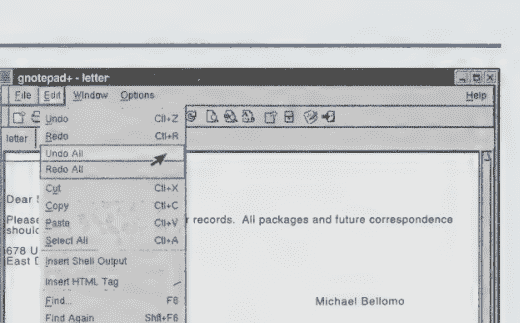 gnotepad+ - letter
File Edit Window Options Help
Undo Ctl+Z
letter Redo Ctl+R
Undo All
Redo All
Cut Ctl+X
Dear
Copy Ctl+C
Please Paste Ctl+V r records. All packages and future correspondence
Select All Ctl+A
678 U
East Insert Shell Output
Insert HTML Tag
Find... F6
Michael Bellomo
Find Again Shft+F6